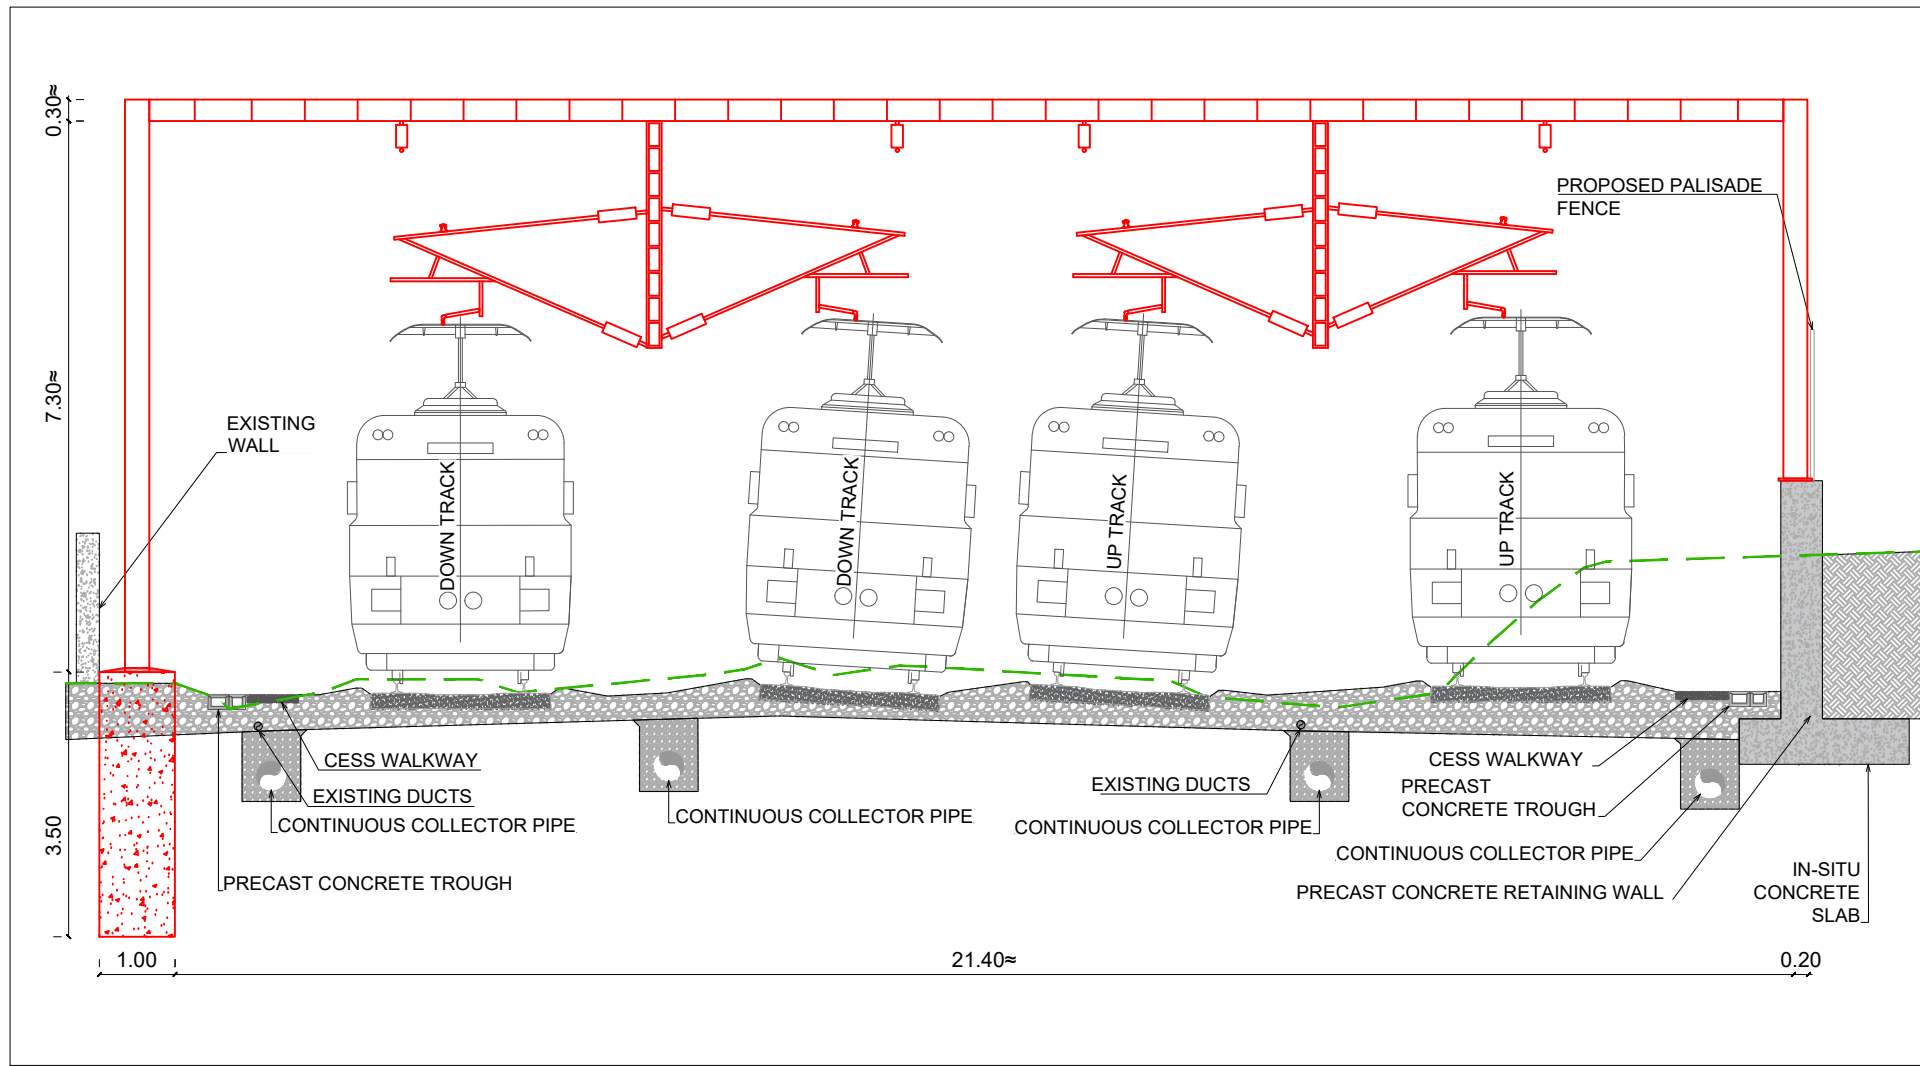 0.30≈
PROPOSED PALISADE
FENCE
7.30≈
EXISTING
WALL
DOWN TRACK
DOWN TRACK
UP TRACK
UP TRACK
CESS WALKWAY
EXISTING DUCTS
CONTINUOUS COLLECTOR PIPE
PRECAST CONCRETE TROUGH
CONTINUOUS COLLECTOR PIPE
EXISTING DUCTS
CONTINUOUS COLLECTOR PIPE
CESS WALKWAY
PRECAST
CONCRETE TROUGH
CONTINUOUS COLLECTOR PIPE
PRECAST CONCRETE RETAINING WALL
IN-SITU
CONCRETE
SLAB
3.50
1.00
21.40≈
0.20